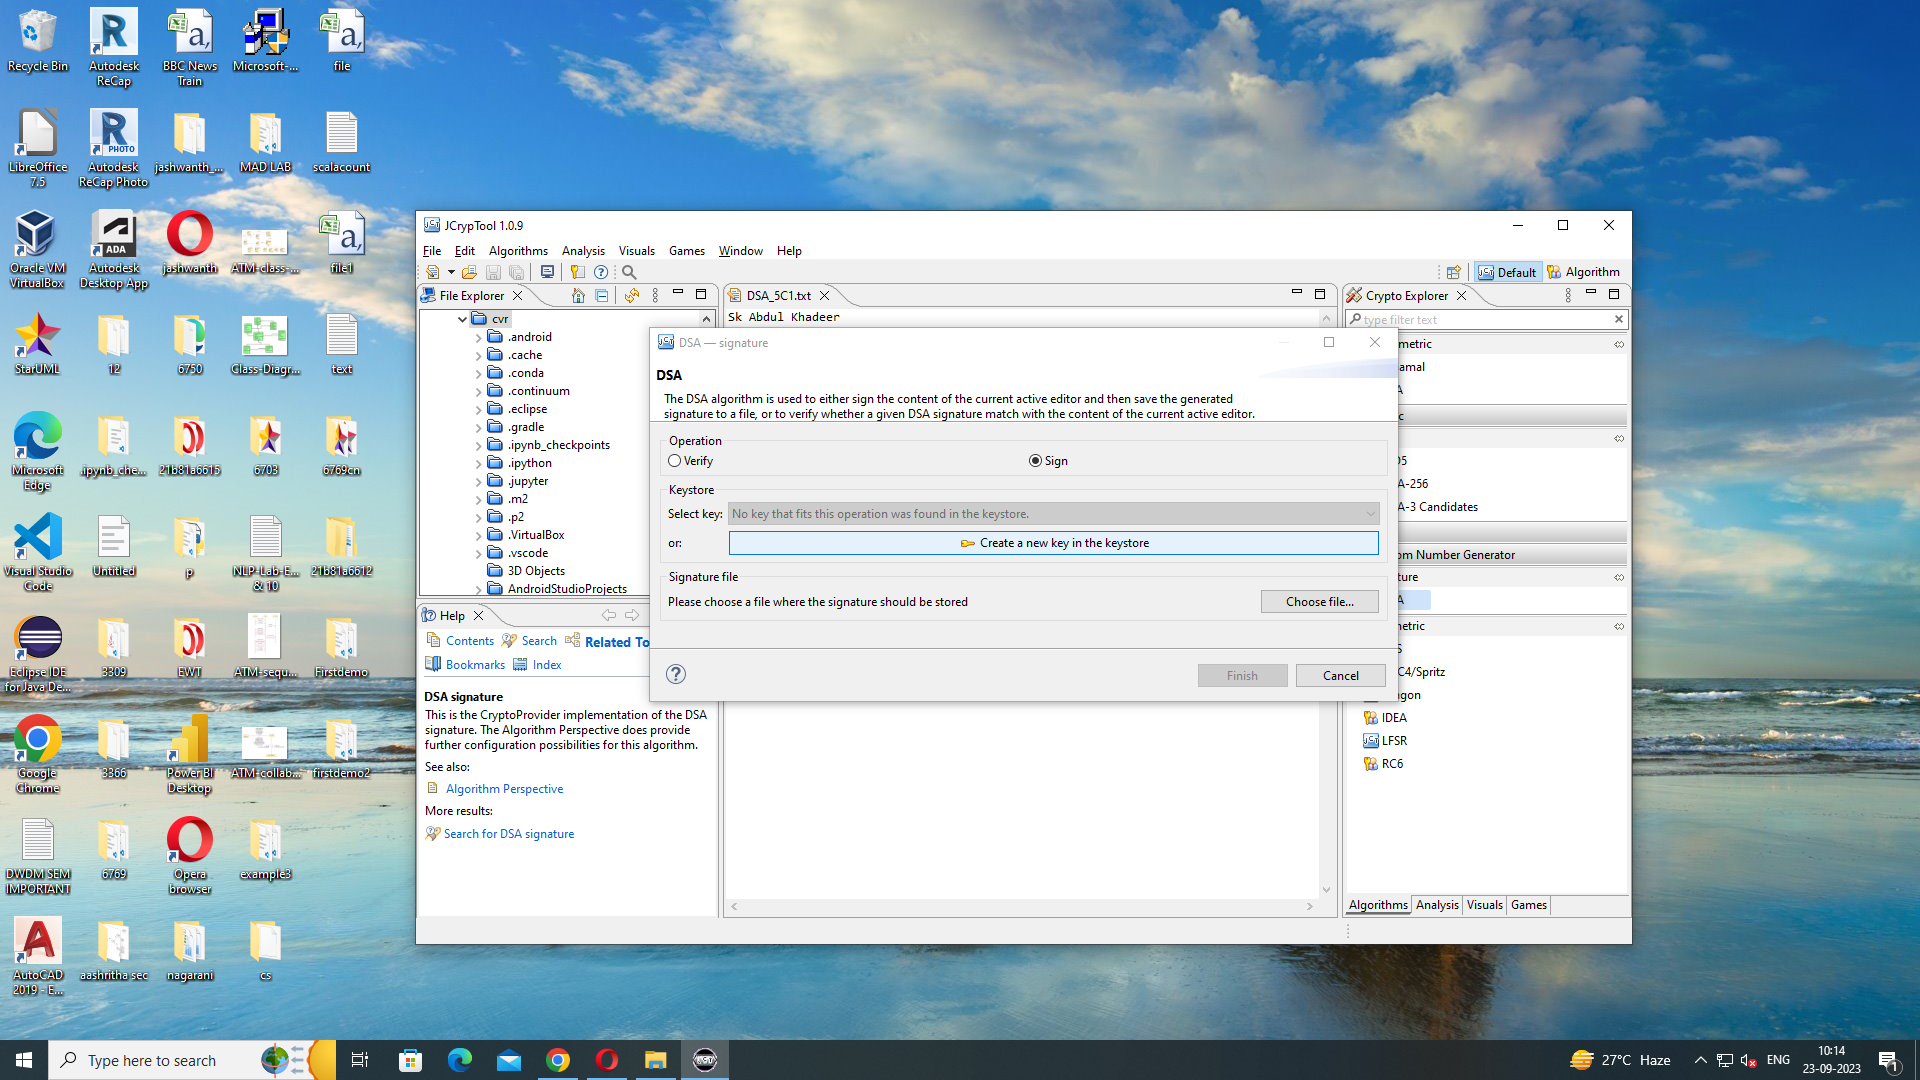 Recycle Bin
Autodesk ReCap
BBC News Train
Microsoft-...
file
LibreOffice 7.5
Autodesk ReCap Photo
jashwanth_...
MAD LAB
scalacount
Oracle VM VirtualBox
Autodesk Desktop App
jashwanth
ATM-class-...
file1
StarUML
12
6750
Class-Diagr...
text
Microsoft Edge
.ipynb_che...
21b81a6615
6703
6769cn
Visual Studio Code
Untitled
p
NLP-Lab-E... & 10
21b81a6612
Eclipse IDE for Java De...
3309
EWT
ATM-sequ...
Firstdemo
Google Chrome
3366
Power BI Desktop
ATM-collab...
firstdemo2
DWDM SEM IMPORTANT
6769
Opera browser
example3
AutoCAD 2019 - E...
aashritha sec
nagarani
cs
JCrypTool 1.0.9
File Edit Algorithms Analysis Visuals Games Window Help
Default Algorithm
File Explorer
cvr
.android
.cache
.conda
.continuum
.eclipse
.gradle
.ipynb_checkpoints
.ipython
.jupyter
.m2
.p2
.VirtualBox
.vscode
3D Objects
AndroidStudioProjects
Help
Contents Search Related To
Bookmarks Index
DSA signature
This is the CryptoProvider implementation of the DSA
signature. The Algorithm Perspective does provide
further configuration possibilities for this algorithm.
See also:
Algorithm Perspective
More results:
Search for DSA signature
DSA_5C1.txt
Sk Abdul Khadeer
DSA — signature
DSA
The DSA algorithm is used to either sign the content of the current active editor and then save the generated
signature to a file, or to verify whether a given DSA signature match with the content of the current active editor.
Operation
Verify Sign
Keystore
Select key: No key that fits this operation was found in the keystore.
or: Create a new key in the keystore
Signature file
Please choose a file where the signature should be stored Choose file...
? Finish Cancel
Crypto Explorer
type filter text
metric
amal
A
c
D5
A-256
A-3 Candidates
om Number Generator
ture
A
netric
S
C4/Spritz
agon
IDEA
LFSR
RC6
Algorithms Analysis Visuals Games
Type here to search
27°C Haze
ENG
10:14
23-09-2023
1